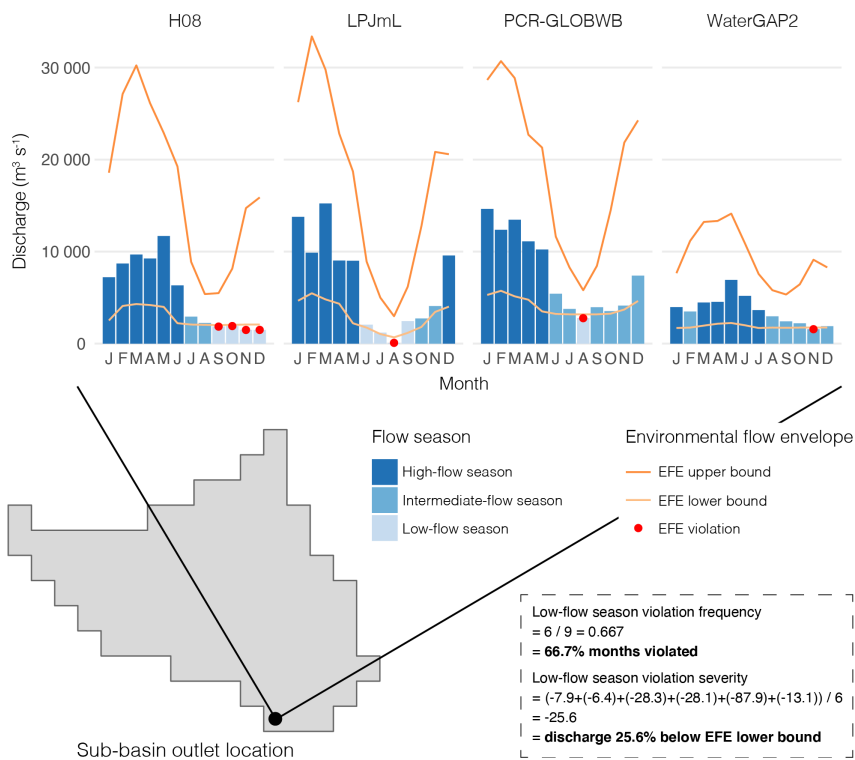 H08 LPJmL PCR-GLOBWB WaterGAP2
Discharge (m³ s⁻¹)
30 000
20 000
10 000
0
J F M A M J J A S O N D J F M A M J J A S O N D J F M A M J J A S O N D J F M A M J J A S O N D
Month
Flow season
High-flow season
Intermediate-flow season
Low-flow season
Environmental flow envelope
EFE upper bound
EFE lower bound
EFE violation
Low-flow season violation frequency
= 6 / 9 = 0.667
= 66.7% months violated
Low-flow season violation severity
= (-7.9+(-6.4)+(-28.3)+(-28.1)+(-87.9)+(-13.1)) / 6
= -25.6
= discharge 25.6% below EFE lower bound
Sub-basin outlet location